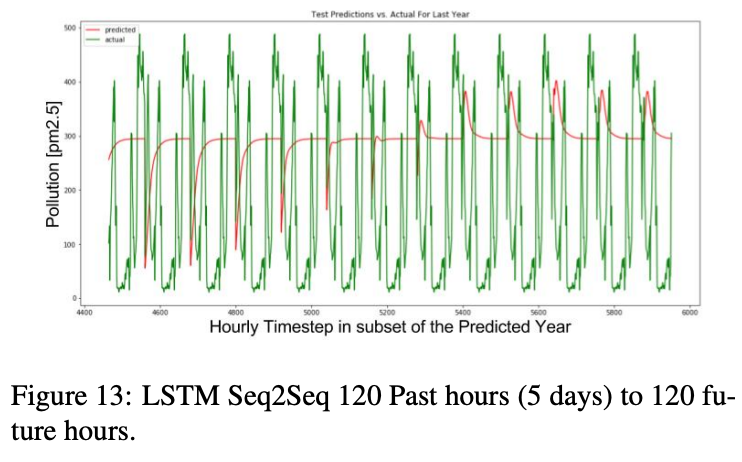 Test Predictions vs. Actual For Last Year
predicted
actual
Pollution [pm2.5]
500
400
300
200
100
0
4400 4600 4800 5000 5200 5400 5600 5800 6000
Hourly Timestep in subset of the Predicted Year
Figure 13: LSTM Seq2Seq 120 Past hours (5 days) to 120 fu-
ture hours.